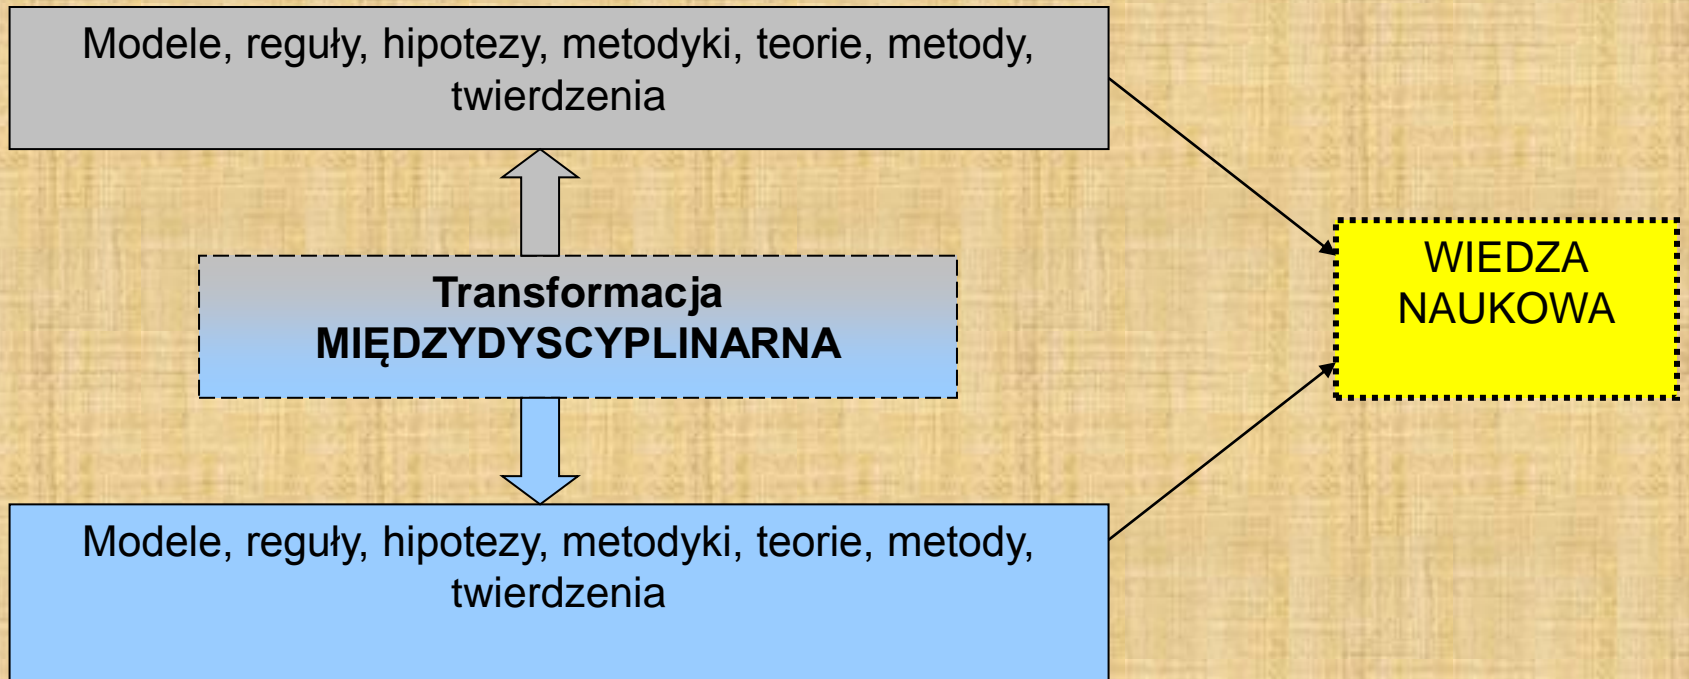 Modele, reguły, hipotezy, metodyki, teorie, metody,
twierdzenia
Transformacja
MIĘDZYDYSCYPLINARNA
WIEDZA
NAUKOWA
Modele, reguły, hipotezy, metodyki, teorie, metody,
twierdzenia